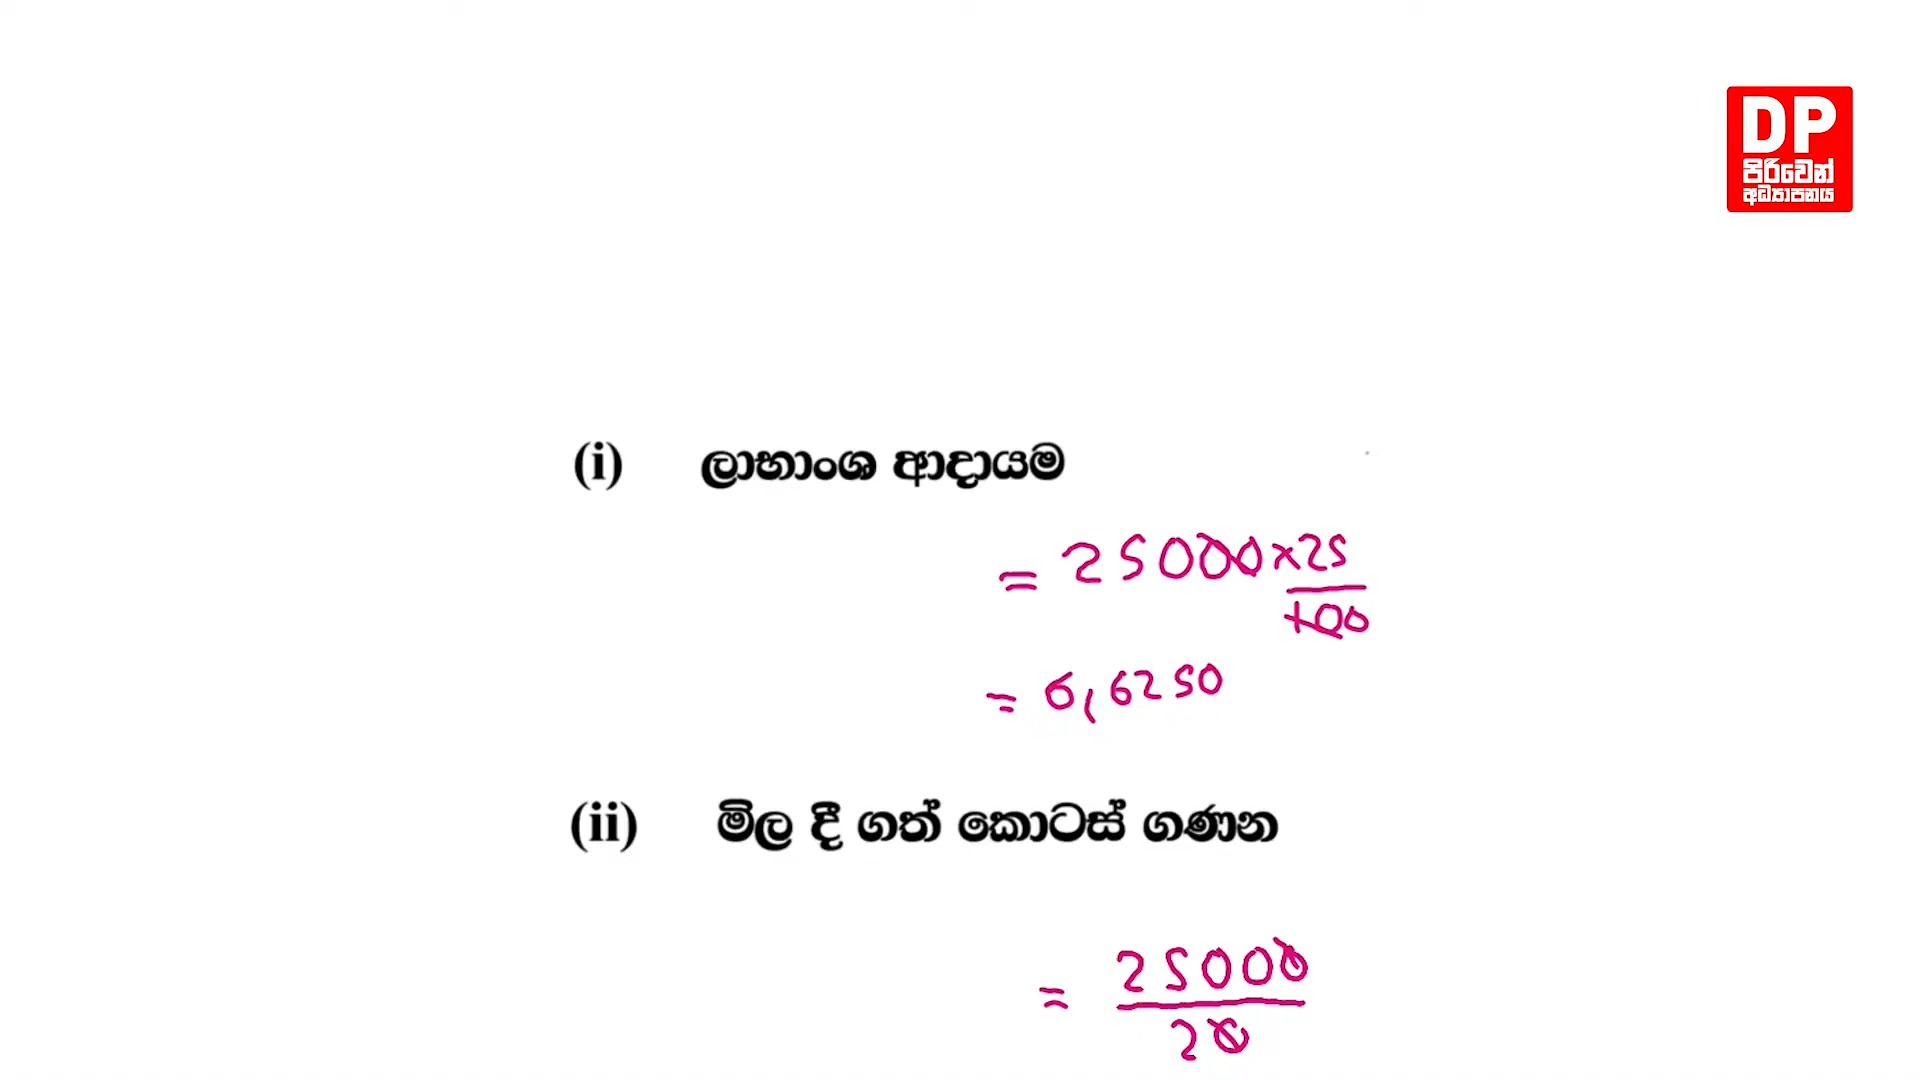 DP
පිරිවෙන්
අධ්‍යාපනය
(i) ලාභාංශ ආදායම
= 25000 × 25
100
= 6,6250
(ii) මිල දී ගත් කොටස් ගණන
= 25000
20